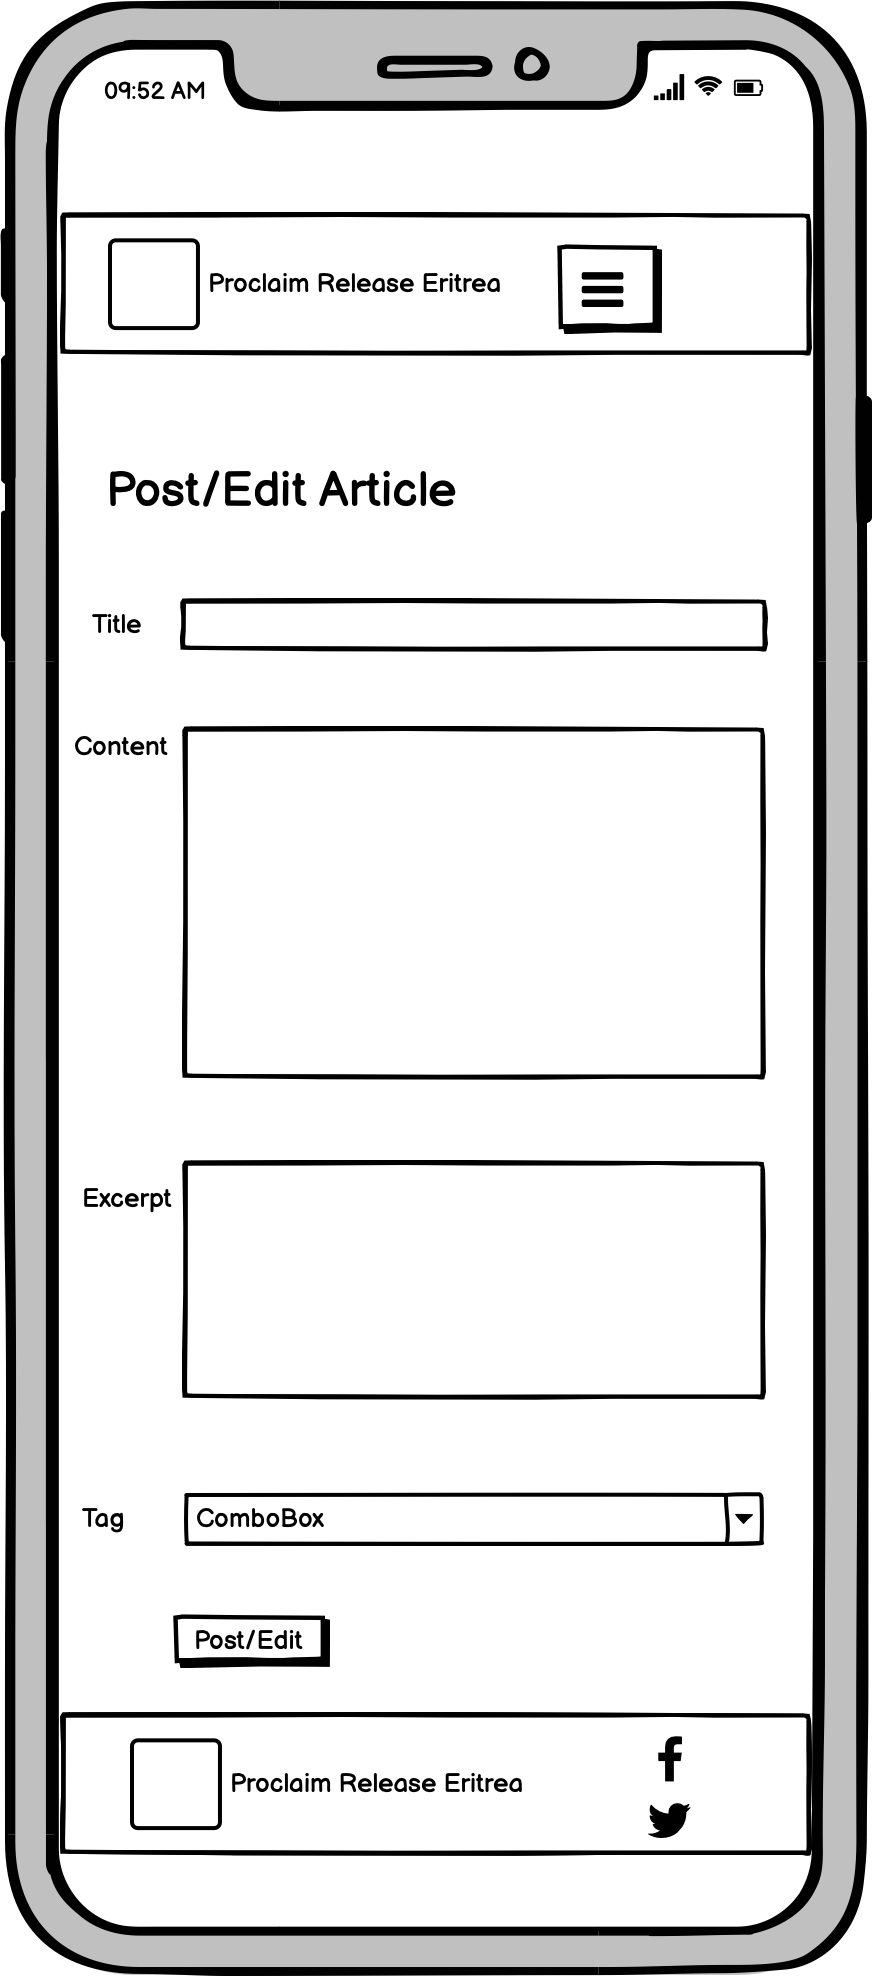 09:52 AM
Proclaim Release Eritrea
Post/Edit Article
Title
Content
Excerpt
Tag
ComboBox
Post/Edit
Proclaim Release Eritrea